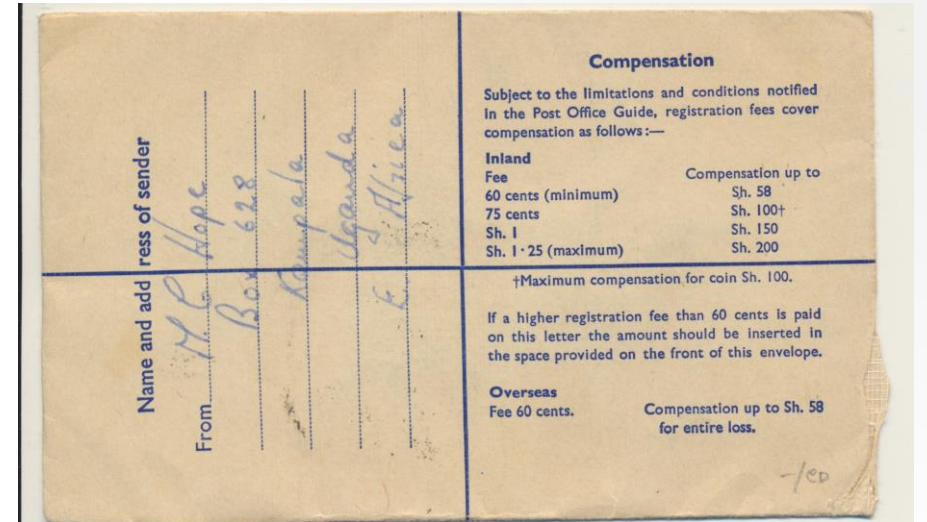 Name and add ress of sender
From M C Hope
Box 628
Kampala
Uganda
E. Africa
Compensation
Subject to the limitations and conditions notified
in the Post Office Guide, registration fees cover
compensation as follows:—
Inland
Fee Compensation up to
60 cents (minimum) Sh. 58
75 cents Sh. 100†
Sh. 1 Sh. 150
Sh. 1·25 (maximum) Sh. 200
†Maximum compensation for coin Sh. 100.
If a higher registration fee than 60 cents is paid
on this letter the amount should be inserted in
the space provided on the front of this envelope.
Overseas
Fee 60 cents. Compensation up to Sh. 58
for entire loss.